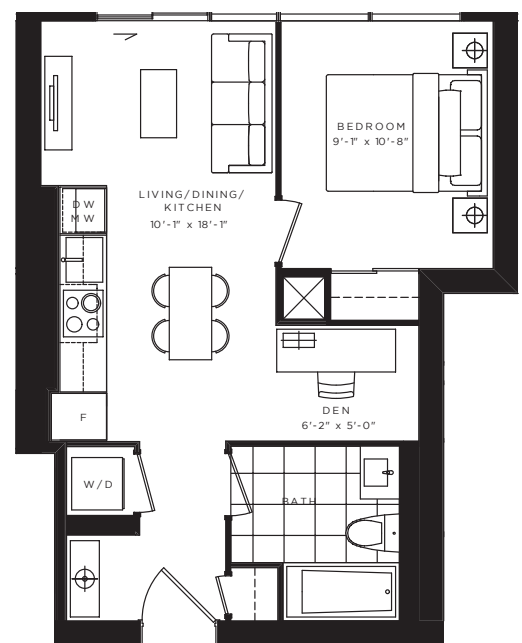 BEDROOM
9'-1" x 10'-8"
LIVING/DINING/
KITCHEN
10'-1" x 18'-1"
DW
MW
F
DEN
6'-2" x 5'-0"
W/D
BATH